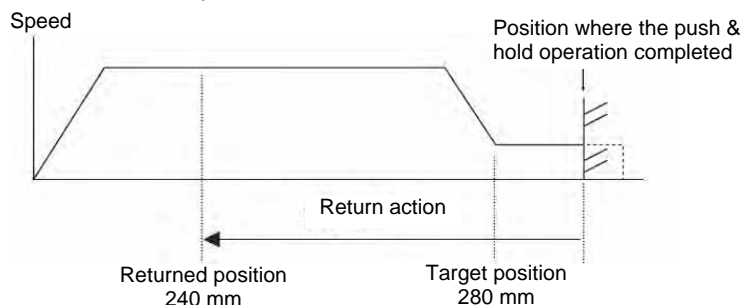 Speed
Position where the push &
hold operation completed
Return action
Returned position
240 mm
Target position
280 mm